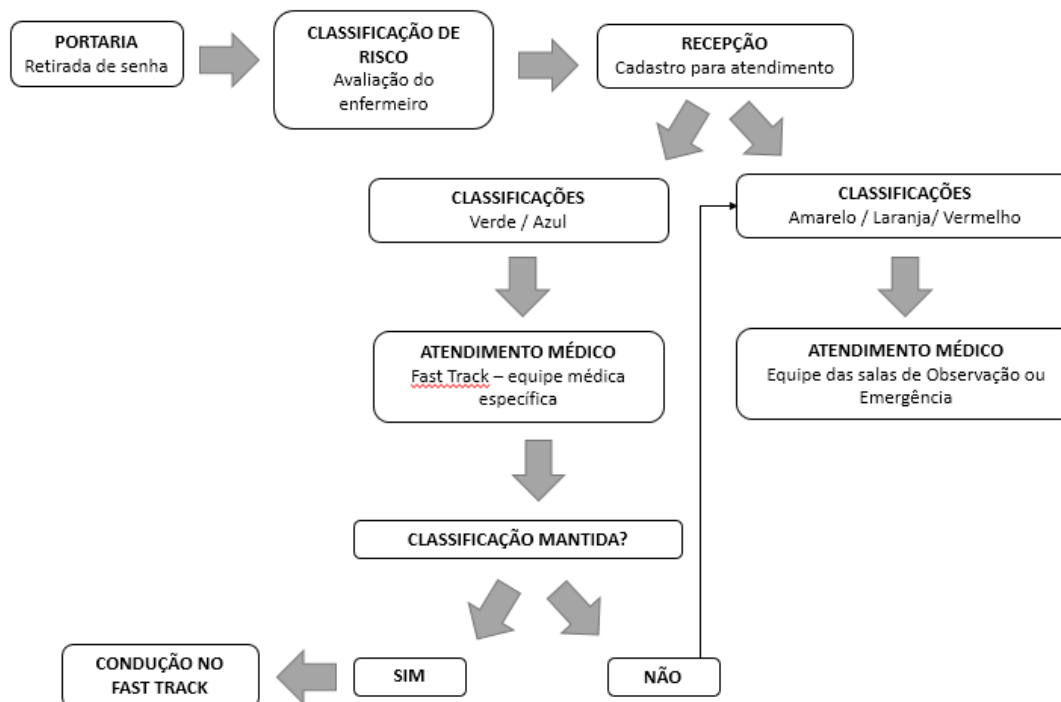 PORTARIA
Retirada de senha
CLASSIFICAÇÃO DE
RISCO
Avaliação do
enfermeiro
RECEPÇÃO
Cadastro para atendimento
CLASSIFICAÇÕES
Verde / Azul
CLASSIFICAÇÕES
Amarelo / Laranja/ Vermelho
ATENDIMENTO MÉDICO
Fast Track – equipe médica
específica
ATENDIMENTO MÉDICO
Equipe das salas de Observação ou
Emergência
CLASSIFICAÇÃO MANTIDA?
CONDUÇÃO NO
FAST TRACK
SIM
NÃO